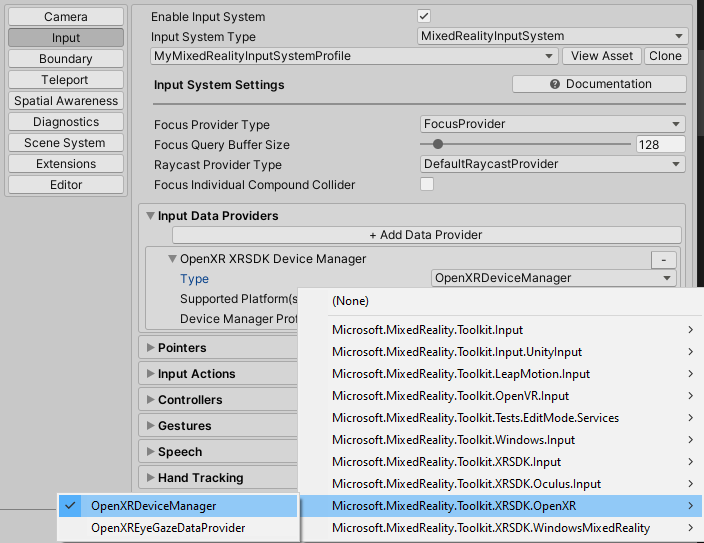 Camera
Input
Boundary
Teleport
Spatial Awareness
Diagnostics
Scene System
Extensions
Editor
Enable Input System
Input System Type MixedRealityInputSystem
MyMixedRealityInputSystemProfile View Asset Clone
Input System Settings Documentation
Focus Provider Type FocusProvider
Focus Query Buffer Size 128
Raycast Provider Type DefaultRaycastProvider
Focus Individual Compound Collider
Input Data Providers
+ Add Data Provider
OpenXR XRSDK Device Manager -
Type OpenXRDeviceManager
Supported Platform(s
Device Manager Prof
Pointers
Input Actions
Controllers
Gestures
Speech
Hand Tracking
(None)
Microsoft.MixedReality.Toolkit.Input
Microsoft.MixedReality.Toolkit.Input.UnityInput
Microsoft.MixedReality.Toolkit.LeapMotion.Input
Microsoft.MixedReality.Toolkit.OpenVR.Input
Microsoft.MixedReality.Toolkit.Tests.EditMode.Services
Microsoft.MixedReality.Toolkit.Windows.Input
Microsoft.MixedReality.Toolkit.XRSDK.Input
Microsoft.MixedReality.Toolkit.XRSDK.Oculus.Input
Microsoft.MixedReality.Toolkit.XRSDK.OpenXR
Microsoft.MixedReality.Toolkit.XRSDK.WindowsMixedReality
OpenXRDeviceManager
OpenXREyeGazeDataProvider